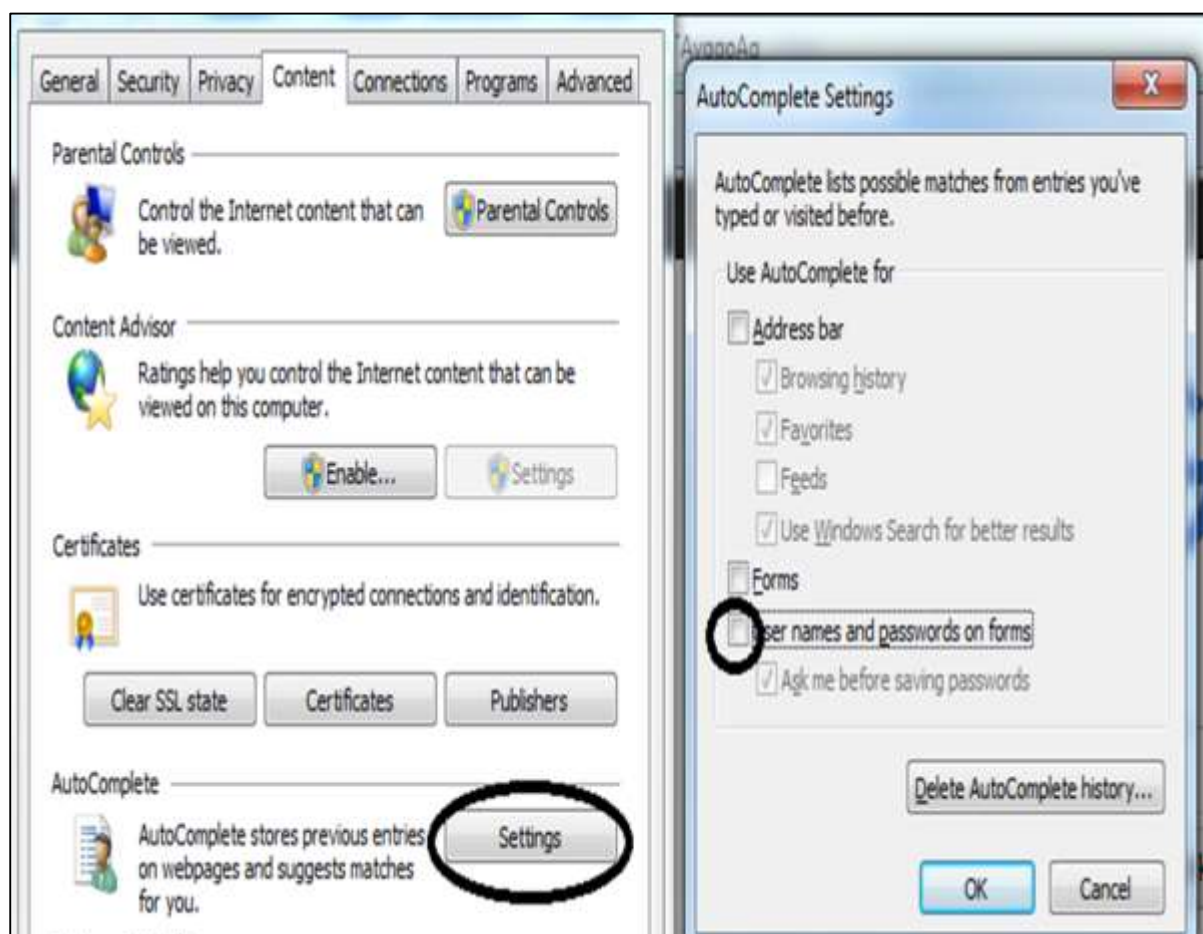 General Security Privacy Content Connections Programs Advanced
Parental Controls
Control the Internet content that can
be viewed.
Parental Controls
Content Advisor
Ratings help you control the Internet content that can be
viewed on this computer.
Enable...
Settings
Certificates
Use certificates for encrypted connections and identification.
Clear SSL state
Certificates
Publishers
AutoComplete
AutoComplete stores previous entries
on webpages and suggests matches
for you.
Settings
AutoComplete Settings
X
AutoComplete lists possible matches from entries you've
typed or visited before.
Use AutoComplete for
Address bar
Browsing history
Favorites
Feeds
Use Windows Search for better results
Forms
ser names and passwords on forms
Ask me before saving passwords
Delete AutoComplete history...
OK
Cancel